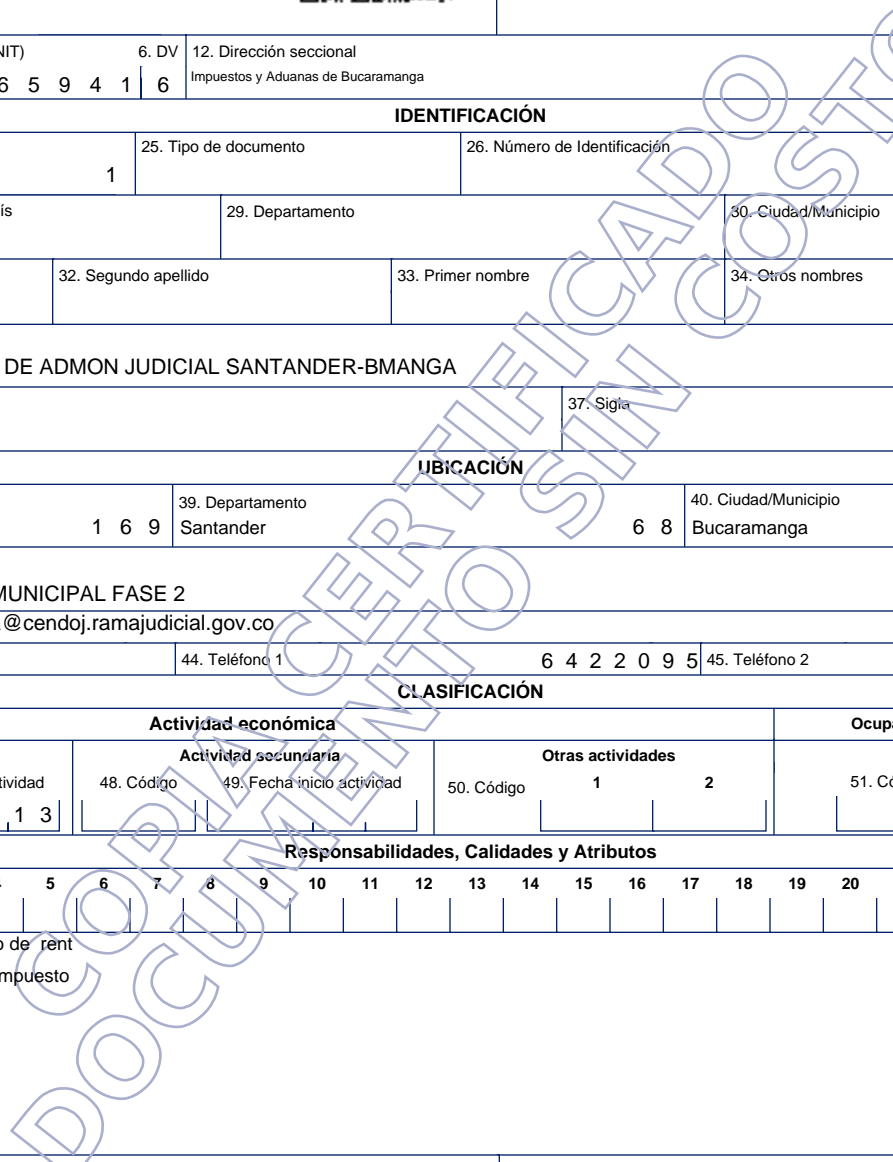 NIT) 6. DV 12. Dirección seccional
6 5 9 4 1 6 Impuestos y Aduanas de Bucaramanga
IDENTIFICACIÓN
25. Tipo de documento 26. Número de Identificación
1
ís 29. Departamento 30. Ciudad/Municipio
32. Segundo apellido 33. Primer nombre 34. Otros nombres
DE ADMON JUDICIAL SANTANDER-BMANGA
37. Sigla
UBICACIÓN
39. Departamento 40. Ciudad/Municipio
1 6 9 Santander 6 8 Bucaramanga
MUNICIPAL FASE 2
@cendoj.ramajudicial.gov.co
44. Teléfono 1 6 4 2 2 0 9 5 45. Teléfono 2
CLASIFICACIÓN
Actividad económica Ocupa
Actividad secundaria Otras actividades
tividad 48. Código 49. Fecha inicio actividad 50. Código 1 2 51. Có
1 3
Responsabilidades, Calidades y Atributos
5 6 7 8 9 10 11 12 13 14 15 16 17 18 19 20
o de rent
mpuesto
COPIA CERTIFICADO
DOCUMENTO SIN COSTO